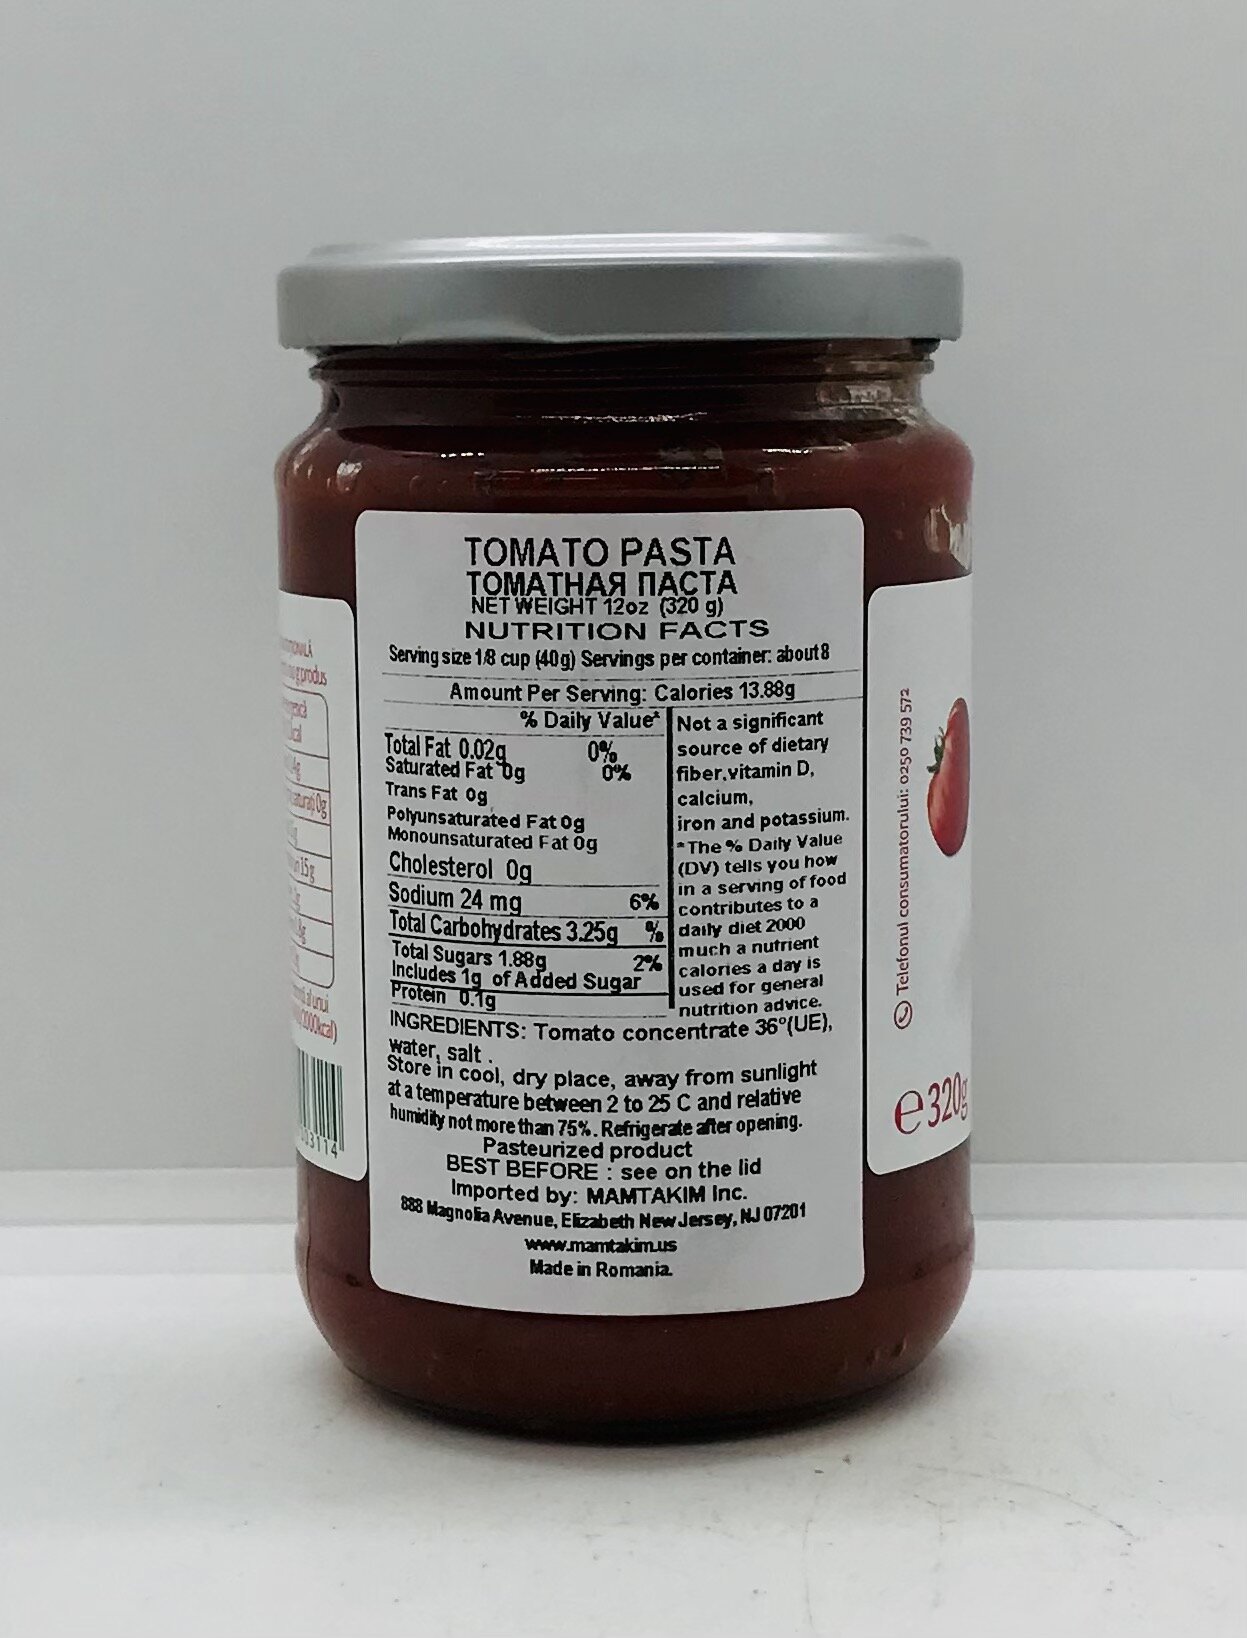 TOMATO PASTA
ТОМАТНАЯ ПАСТА
NET WEIGHT 12oz (320 g)
NUTRITION FACTS
Serving size 1/8 cup (40g) Servings per container: about 8
Amount Per Serving: Calories 13.88g
% Daily Value*
Total Fat 0.02g 0%
Saturated Fat 0g 0%
Trans Fat 0g
Polyunsaturated Fat 0g
Monounsaturated Fat 0g
Cholesterol 0g
Sodium 24 mg 6%
Total Carbohydrates 3.25g %
Total Sugars 1.88g 2%
Includes 1g of Added Sugar
Protein 0.1g
Not a significant
source of dietary
fiber,vitamin D,
calcium,
iron and potassium.
*The % Daily Value
(DV) tells you how
in a serving of food
contributes to a
daily diet 2000
much a nutrient
calories a day is
used for general
nutrition advice.
INGREDIENTS: Tomato concentrate 36°(UE),
water, salt .
Store in cool, dry place, away from sunlight
at a temperature between 2 to 25 C and relative
humidity not more than 75%. Refrigerate after opening.
Pasteurized product
BEST BEFORE : see on the lid
Imported by: MAMTAKIM Inc.
888 Magnolia Avenue, Elizabeth New Jersey, NJ 07201
www.mamtakim.us
Made in Romania.
produs
0g
15g
unui
2000kcal)
3114
Telefonul consumatorului: 0250 739 572
e 320g